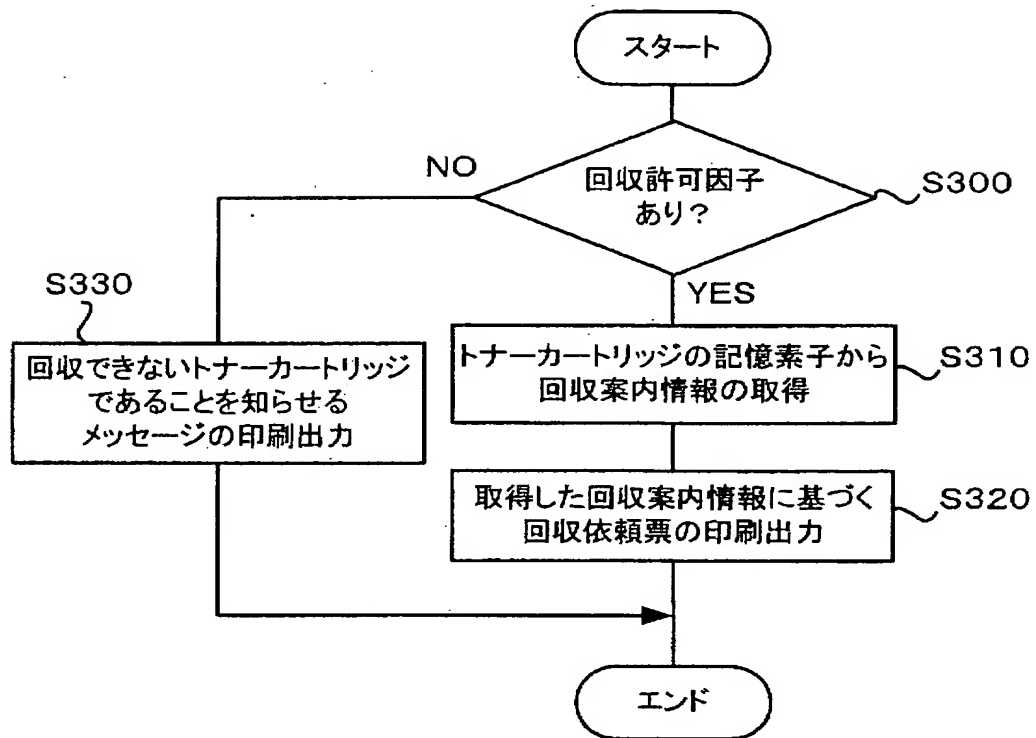 スタート
回収許可因子
あり?
S300
NO
YES
S330
回収できないトナーカートリッジ
であることを知らせる
メッセージの印刷出力
トナーカートリッジの記憶素子から
回収案内情報の取得
S310
取得した回収案内情報に基づく
回収依頼票の印刷出力
S320
エンド